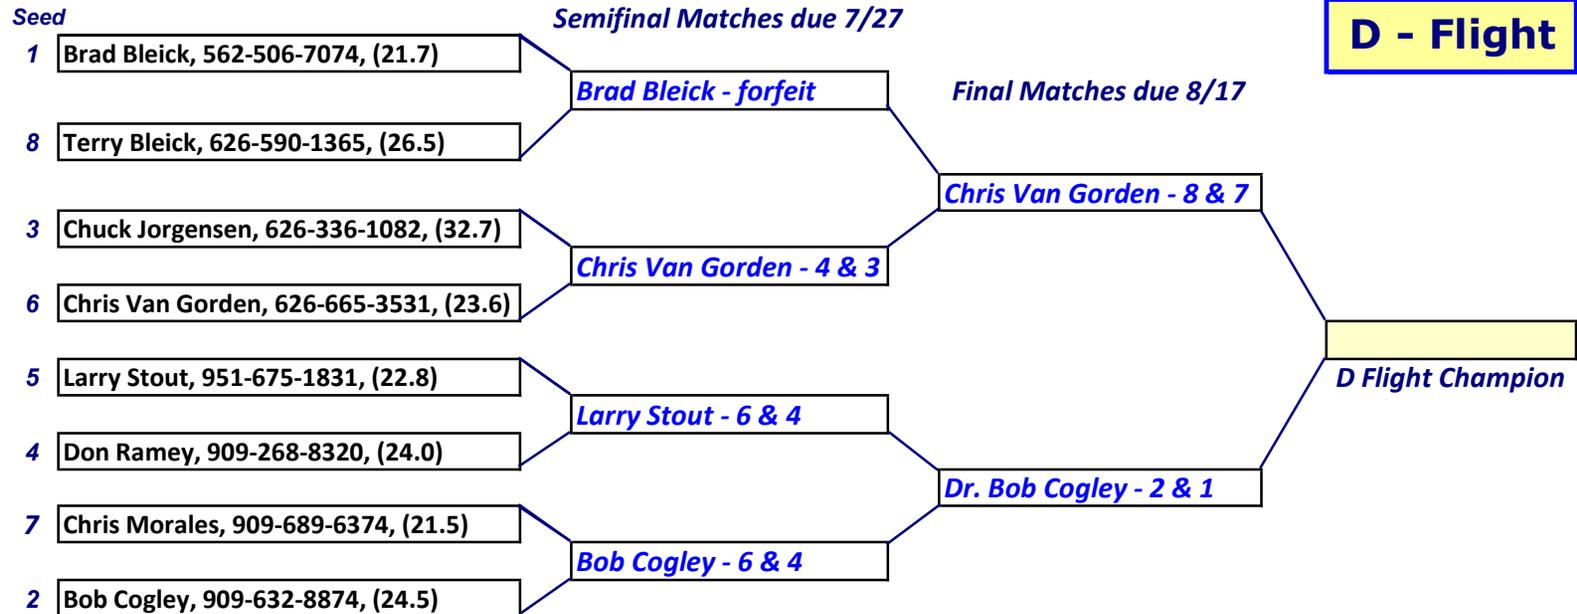 Seed
Semifinal Matches due 7/27
D - Flight
1 Brad Bleick, 562-506-7074, (21.7)
Brad Bleick - forfeit
Final Matches due 8/17
8 Terry Bleick, 626-590-1365, (26.5)
Chris Van Gorden - 8 & 7
3 Chuck Jorgensen, 626-336-1082, (32.7)
Chris Van Gorden - 4 & 3
6 Chris Van Gorden, 626-665-3531, (23.6)
5 Larry Stout, 951-675-1831, (22.8)
D Flight Champion
Larry Stout - 6 & 4
4 Don Ramey, 909-268-8320, (24.0)
Dr. Bob Cogley - 2 & 1
7 Chris Morales, 909-689-6374, (21.5)
Bob Cogley - 6 & 4
2 Bob Cogley, 909-632-8874, (24.5)